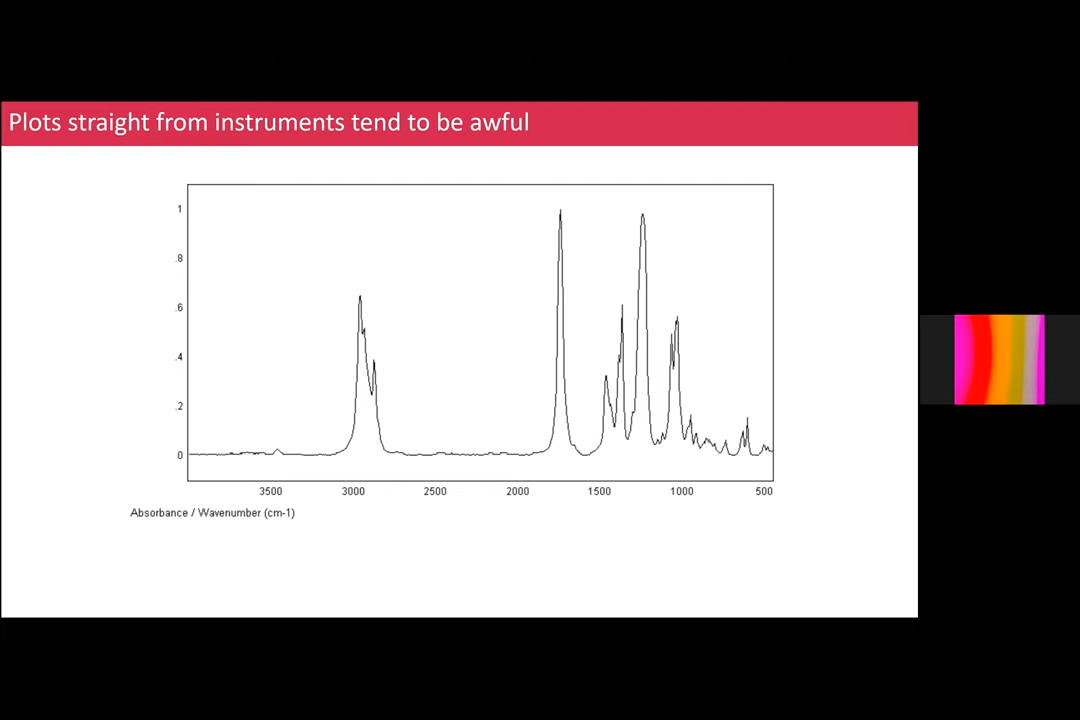 Plots straight from instruments tend to be awful
1
.8
.6
.4
.2
0
3500 3000 2500 2000 1500 1000 500
Absorbance / Wavenumber (cm-1)